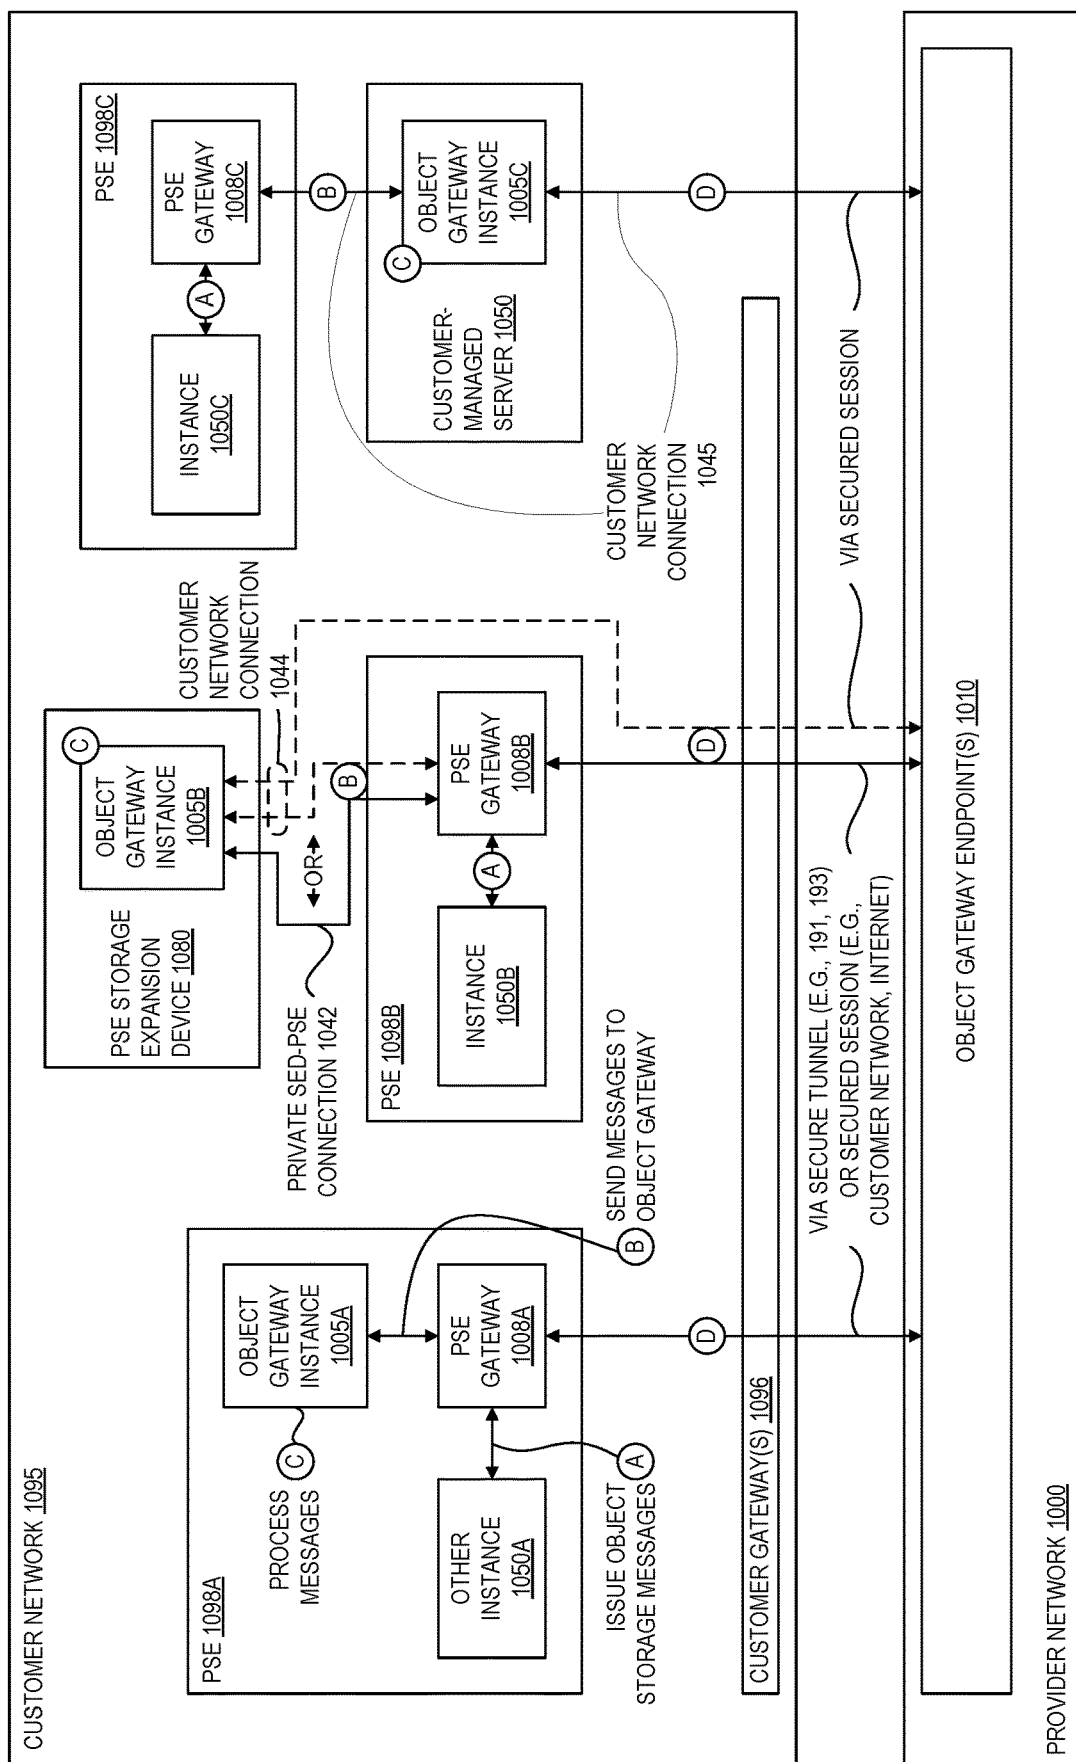 CUSTOMER NETWORK 1095
PSE 1098A
OBJECT
GATEWAY
INSTANCE
1005A
C
PROCESS
MESSAGES
OTHER
INSTANCE
1050A
PSE
GATEWAY
1008A
A
ISSUE OBJECT
STORAGE MESSAGES
B
SEND MESSAGES TO
OBJECT GATEWAY
D
PSE STORAGE
EXPANSION
DEVICE 1080
OBJECT
GATEWAY
INSTANCE
1005B
C
CUSTOMER
NETWORK
CONNECTION
1044
OR
PRIVATE SED-PSE
CONNECTION 1042
B
PSE 1098B
INSTANCE
1050B
A
PSE
GATEWAY
1008B
D
PSE 1098C
INSTANCE
1050C
A
PSE
GATEWAY
1008C
B
CUSTOMER-
MANAGED
SERVER 1050
C
OBJECT
GATEWAY
INSTANCE
1005C
CUSTOMER
NETWORK
CONNECTION
1045
D
CUSTOMER GATEWAY(S) 1096
VIA SECURE TUNNEL (E.G., 191, 193)
OR SECURED SESSION (E.G.,
CUSTOMER NETWORK, INTERNET)
VIA SECURED SESSION
OBJECT GATEWAY ENDPOINT(S) 1010
PROVIDER NETWORK 1000